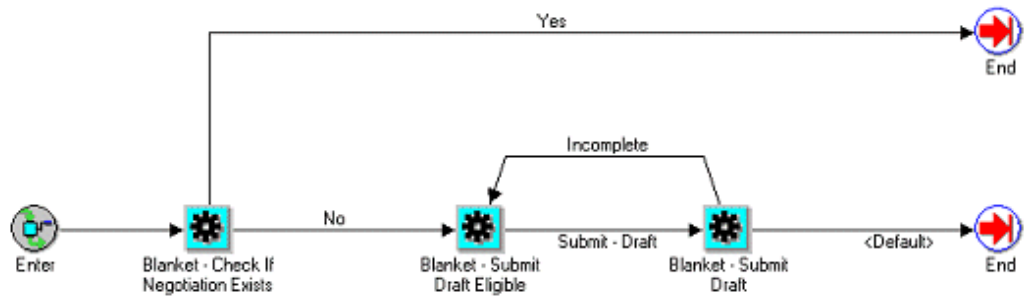 Yes
End
Incomplete
No
Submit - Draft
<Default>
Enter
Blanket - Check If
Negotiation Exists
Blanket - Submit
Draft Eligible
Blanket - Submit
Draft
End